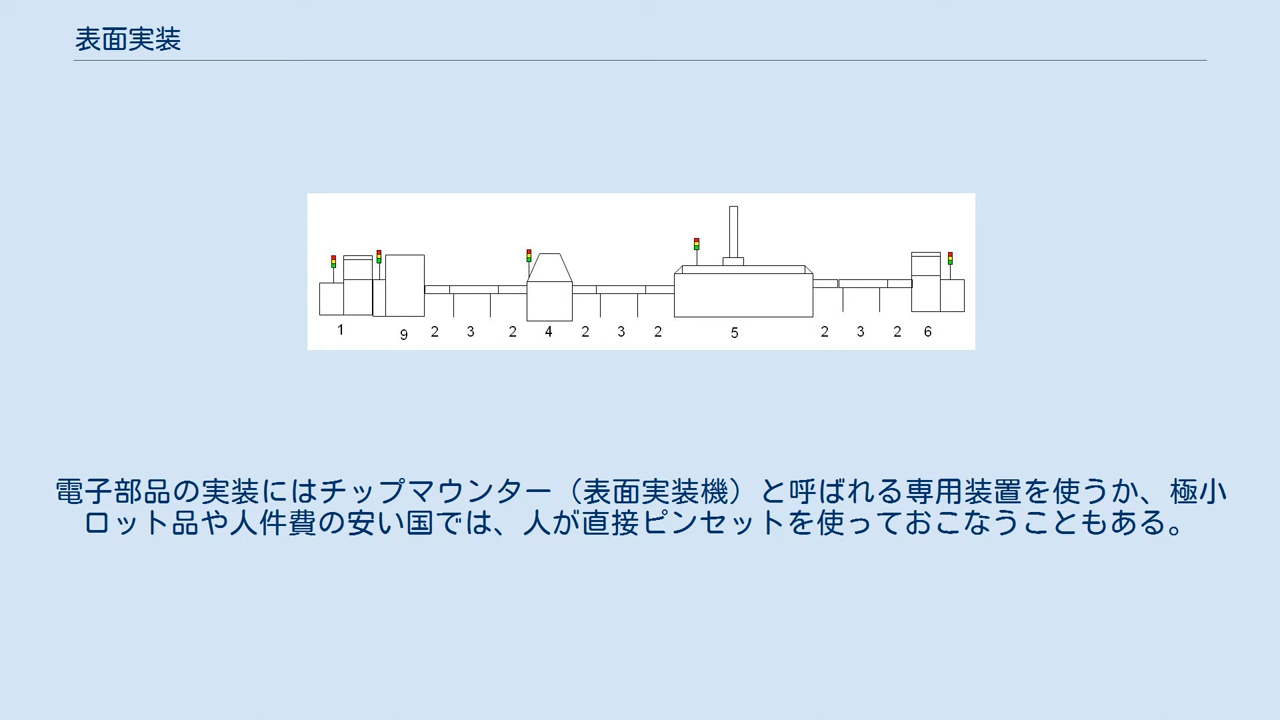 表面実装
1 9 2 3 2 4 2 3 2 5 2 3 2 6
電子部品の実装にはチップマウンター（表面実装機）と呼ばれる専用装置を使うか、極小
ロット品や人件費の安い国では、人が直接ピンセットを使っておこなうこともある。